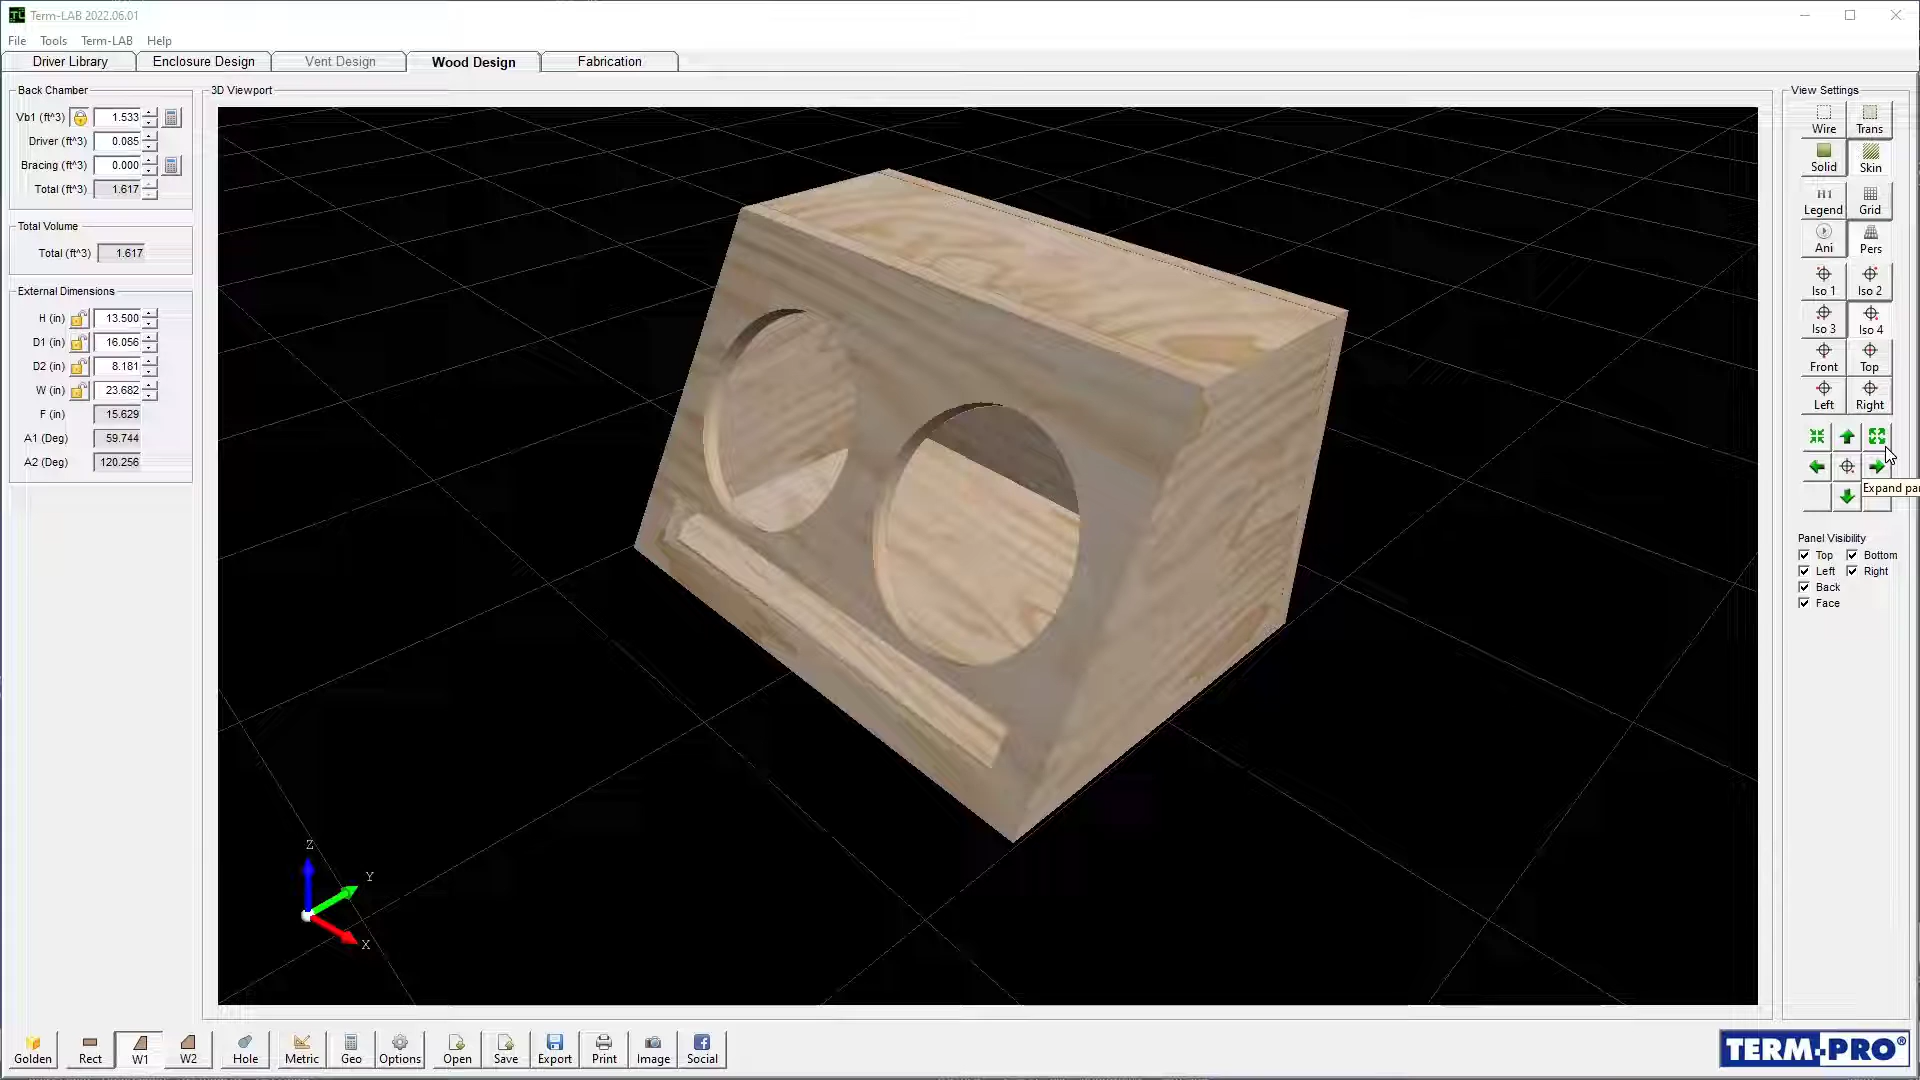 Term-LAB 2022.06.01
File Tools Term-LAB Help
Driver Library Enclosure Design Vent Design Wood Design Fabrication
Back Chamber
Vb1 (ft^3) 1.533
Driver (ft^3) 0.085
Bracing (ft^3) 0.000
Total (ft^3) 1.617
Total Volume
Total (ft^3) 1.617
External Dimensions
H (in) 13.500
D1 (in) 16.056
D2 (in) 8.181
W (in) 23.682
F (in) 15.629
A1 (Deg) 59.744
A2 (Deg) 120.256
3D Viewport
Z
Y
X
View Settings
Wire Trans
Solid Skin
H1
Legend Grid
Ani Pers
Iso 1 Iso 2
Iso 3 Iso 4
Front Top
Left Right
Expand pa
Panel Visibility
Top Bottom
Left Right
Back
Face
Golden Rect W1 W2 Hole Metric Geo Options Open Save Export Print Image Social
TERM-PRO®